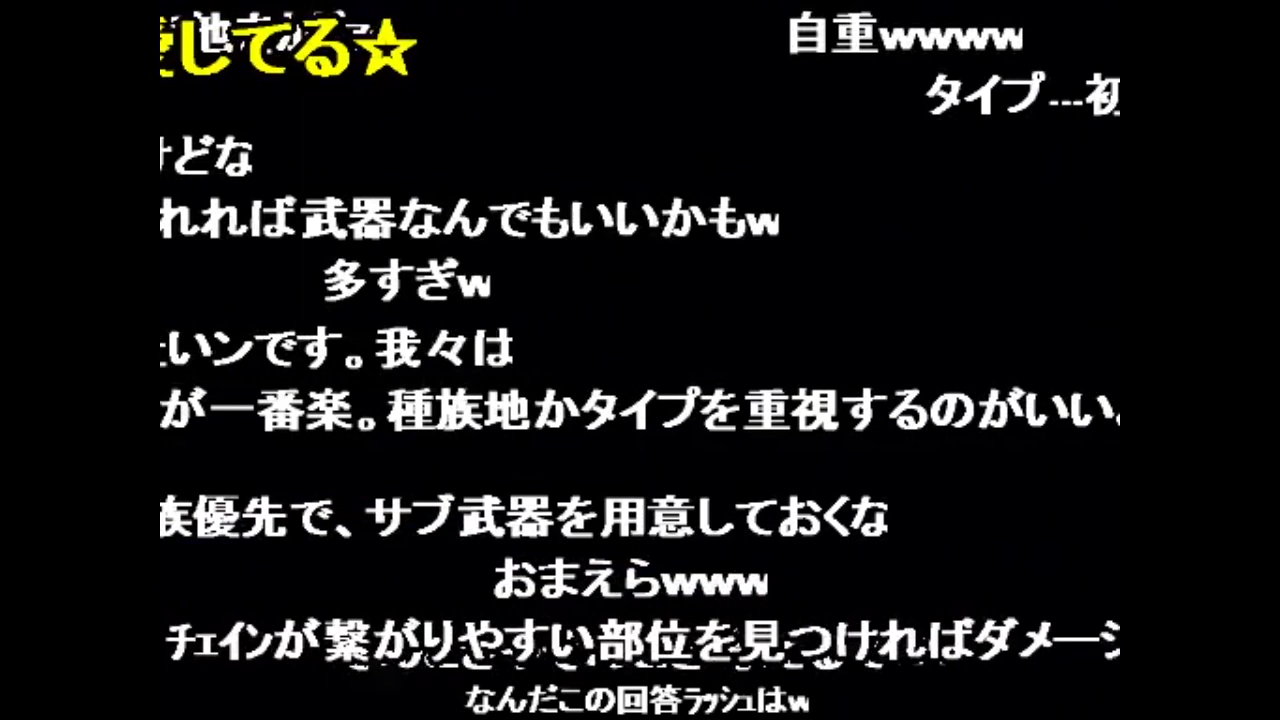 してる☆
自重wwww
タイプ---初
けどな
れれば武器なんでもいいかもw
多すぎw
いンです。我々は
が一番楽。種族地かタイプを重視するのがいい。
族優先で、サブ武器を用意しておくな
おまえらwww
ﾁｪｲﾝが繋がりやすい部位を見つければダメージ
なんだこの回答ﾗｯｼｭはw